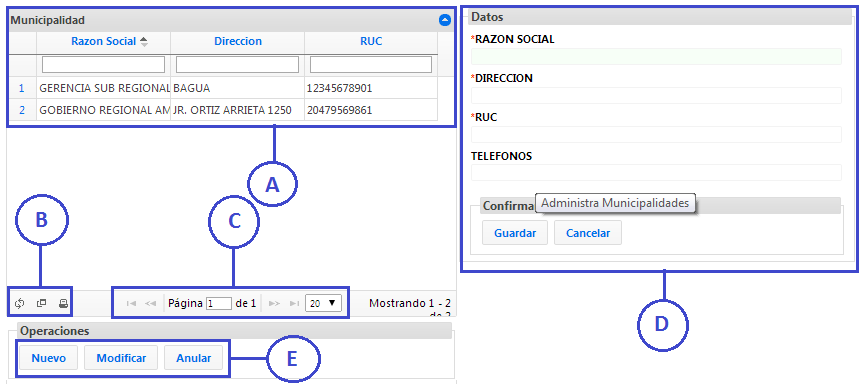 Municipalidad
Razon Social Direccion RUC
1 GERENCIA SUB REGIONAL BAGUA 12345678901
2 GOBIERNO REGIONAL AM JR. ORTIZ ARRIETA 1250 20479569861
A
B
C
Página 1 de 1 20 Mostrando 1 - 2
de 2
Operaciones
Nuevo Modificar Anular
E
Datos
*RAZON SOCIAL
*DIRECCION
*RUC
TELEFONOS
Confirma
Administra Municipalidades
Guardar Cancelar
D